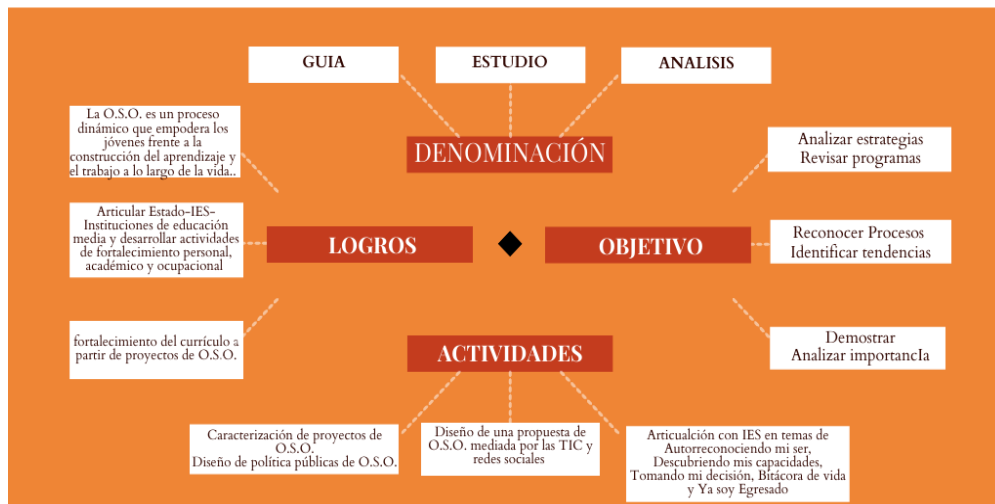 GUIA
ESTUDIO
ANALISIS
DENOMINACIÓN
La O.S.O. es un proceso
dinámico que empodera los
jóvenes frente a la
construcción del aprendizaje y
el trabajo a lo largo de la vida..
Articular Estado-IES-
Instituciones de educación
media y desarrollar actividades
de fortalecimiento personal,
académico y ocupacional
fortalecimiento del currículo a
partir de proyectos de O.S.O.
LOGROS
OBJETIVO
Analizar estrategias
Revisar programas
Reconocer Procesos
Identificar tendencias
Demostrar
Analizar importancIa
ACTIVIDADES
Caracterización de proyectos de
O.S.O.
Diseño de política públicas de O.S.O.
Diseño de una propuesta de
O.S.O. mediada por las TIC y
redes sociales
Articualción con IES en temas de
Autorreconociendo mi ser,
Descubriendo mis capacidades,
Tomando mi decisión, Bitácora de vida
y Ya soy Egresado